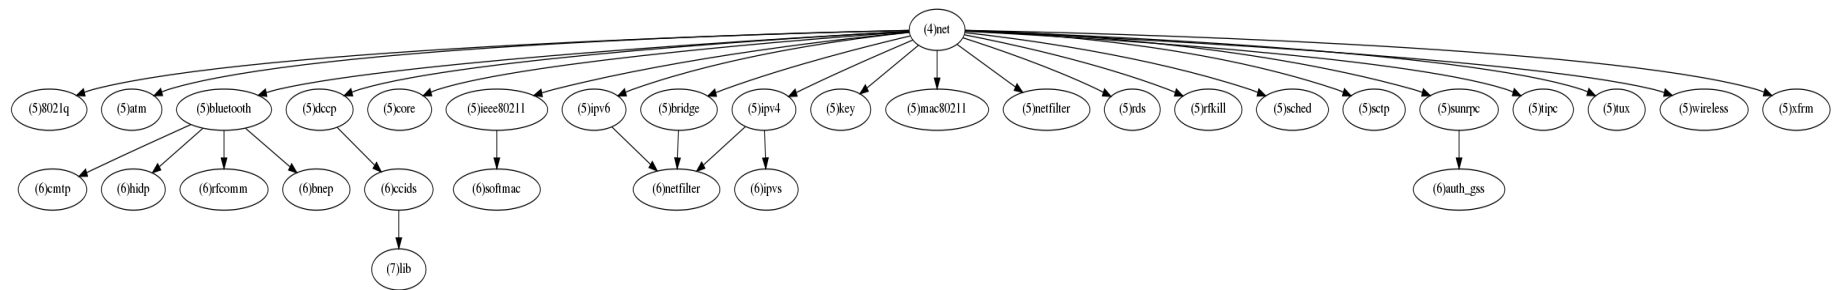 (4)net
(5)8021q (5)atm (5)bluetooth (5)dccp (5)core (5)ieee80211 (5)ipv6 (5)bridge (5)ipv4 (5)key (5)mac80211 (5)netfilter (5)rds (5)rfkill (5)sched (5)sctp (5)sunrpc (5)tipc (5)tux (5)wireless (5)xfrm
(6)cmtp (6)hidp (6)rfcomm (6)bnep (6)ccids (6)softmac (6)netfilter (6)ipvs (6)auth_gss
(7)lib